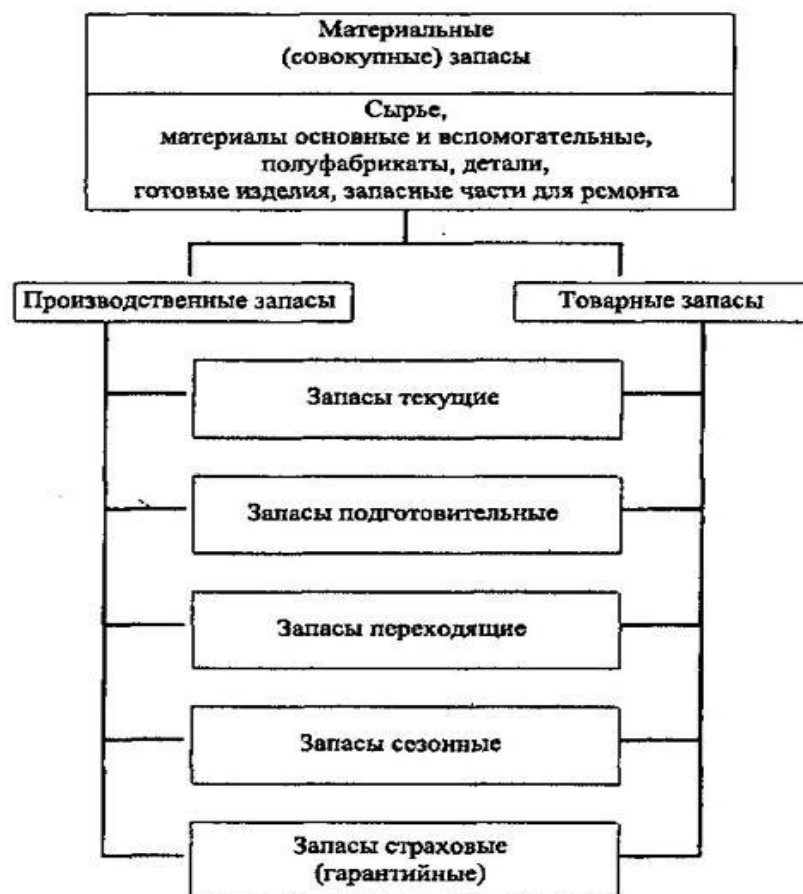 Материальные
(совокупные) запасы
Сырье,
материалы основные и вспомогательные,
полуфабрикаты, детали,
готовые изделия, запасные части для ремонта
Производственные запасы
Товарные запасы
Запасы текущие
Запасы подготовительные
Запасы переходящие
Запасы сезонные
Запасы страховые
(гарантийные)